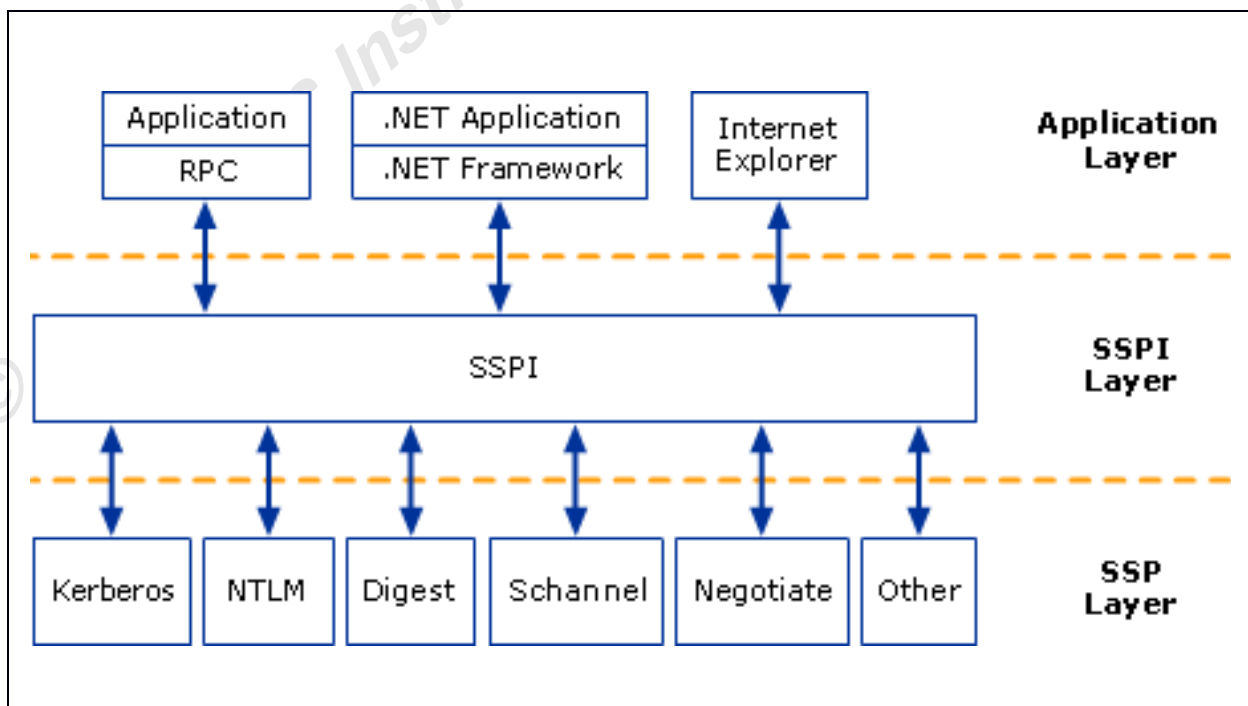 Application
RPC
.NET Application
.NET Framework
Internet
Explorer
Application
Layer
SSPI
SSPI
Layer
Kerberos
NTLM
Digest
Schannel
Negotiate
Other
SSP
Layer
©